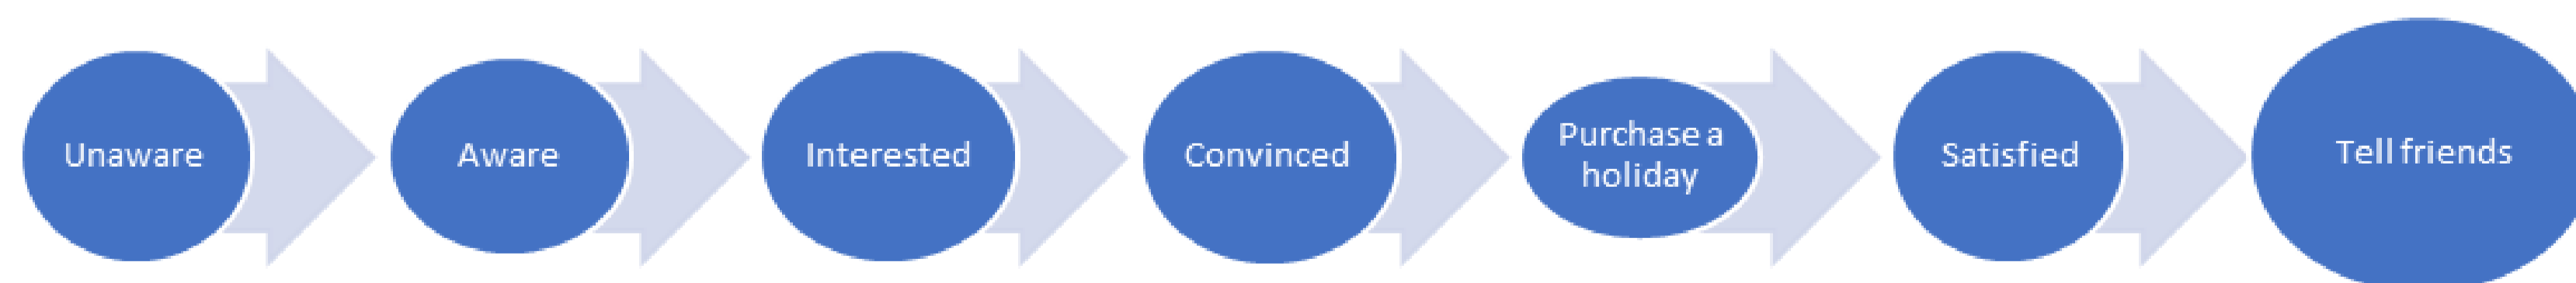 Unaware
Aware
Interested
Convinced
Purchase a
holiday
Satisfied
Tell friends